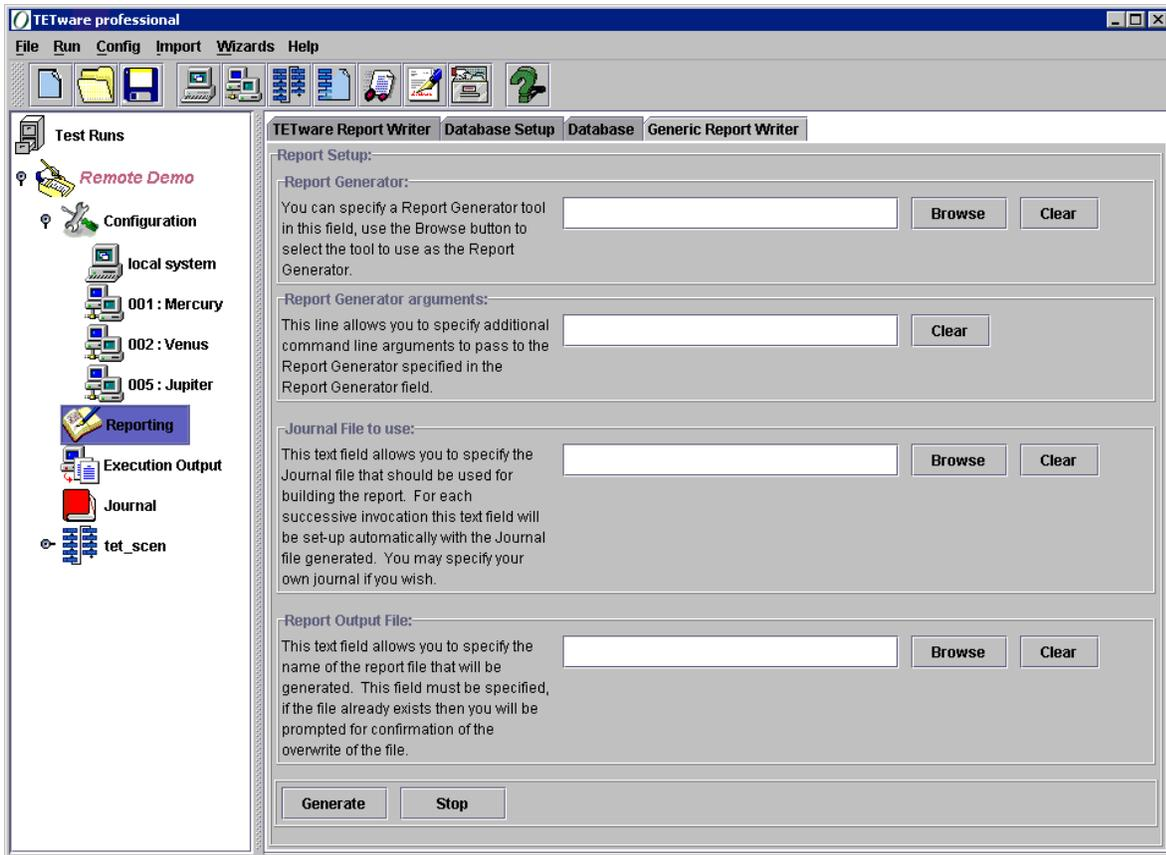 TETware professional
File Run Config Import Wizards Help
Test Runs
Remote Demo
Configuration
local system
001 : Mercury
002 : Venus
005 : Jupiter
Reporting
Execution Output
Journal
tet_scen
TETware Report Writer Database Setup Database Generic Report Writer
Report Setup:
Report Generator:
You can specify a Report Generator tool
in this field, use the Browse button to
select the tool to use as the Report
Generator.
Browse Clear
Report Generator arguments:
This line allows you to specify additional
command line arguments to pass to the
Report Generator specified in the
Report Generator field.
Clear
Journal File to use:
This text field allows you to specify the
Journal file that should be used for
building the report. For each
successive invocation this text field will
be set-up automatically with the Journal
file generated. You may specify your
own journal if you wish.
Browse Clear
Report Output File:
This text field allows you to specify the
name of the report file that will be
generated. This field must be specified,
if the file already exists then you will be
prompted for confirmation of the
overwrite of the file.
Browse Clear
Generate Stop